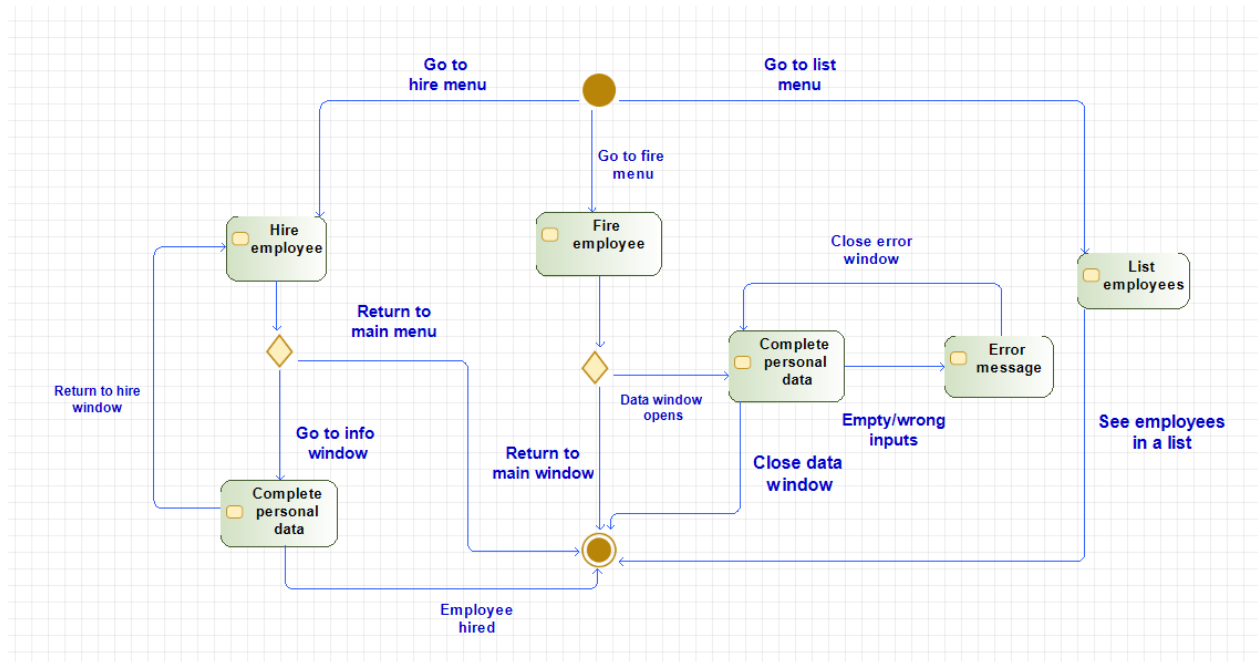 Go to
hire menu
Go to list
menu
Go to fire
menu
Hire
employee
Fire
employee
Close error
window
List
employees
Return to
main menu
Complete
personal
data
Error
message
Return to hire
window
Data window
opens
Empty/wrong
inputs
See employees
in a list
Go to info
window
Return to
main window
Close data
window
Complete
personal
data
Employee
hired